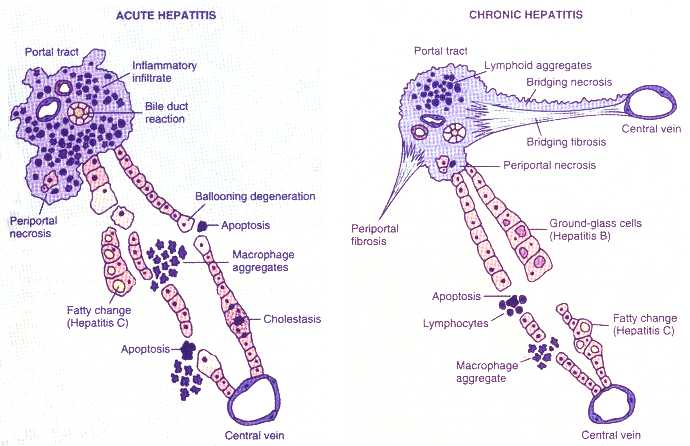 ACUTE HEPATITIS
Portal tract
Inflammatory
infiltrate
Bile duct
reaction
Periportal
necrosis
Ballooning degeneration
Apoptosis
Macrophage
aggregates
Fatty change
(Hepatitis C)
Cholestasis
Apoptosis
Central vein
CHRONIC HEPATITIS
Portal tract
Lymphoid aggregates
Bridging necrosis
Central vein
Bridging fibrosis
Periportal necrosis
Periportal
fibrosis
Ground-glass cells
(Hepatitis B)
Apoptosis
Lymphocytes
Fatty change
(Hepatitis C)
Macrophage
aggregate
Central vein